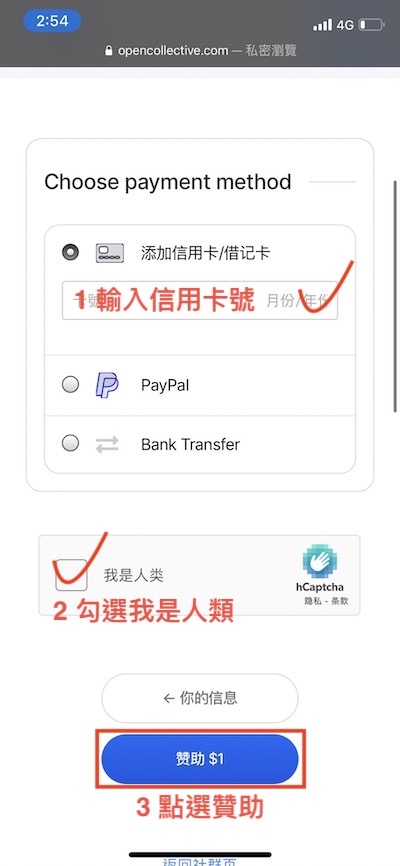 2:54
4G
opencollective.com — 私密瀏覽
Choose payment method
添加信用卡/借记卡
卡號 月份/年份
1 輸入信用卡號
PayPal
Bank Transfer
我是人类
hCaptcha
隐私 - 条款
2 勾選我是人類
← 你的信息
赞助 $1
3 點選贊助
返回社群页